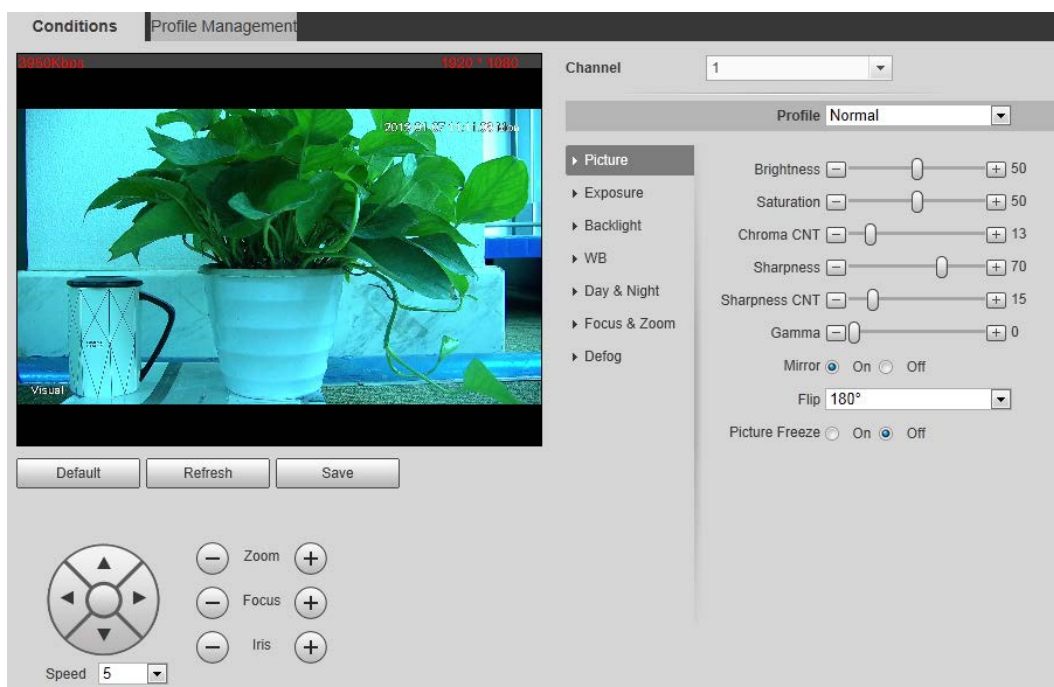 Conditions
Profile Management
3950Kbps 1920 * 1080
Visual
Default Refresh Save
Zoom
Focus
Iris
Speed 5
Channel 1
Profile Normal
Picture
Exposure
Backlight
WB
Day & Night
Focus & Zoom
Defog
Brightness 50
Saturation 50
Chroma CNT 13
Sharpness 70
Sharpness CNT 15
Gamma 0
Mirror On Off
Flip 180°
Picture Freeze On Off